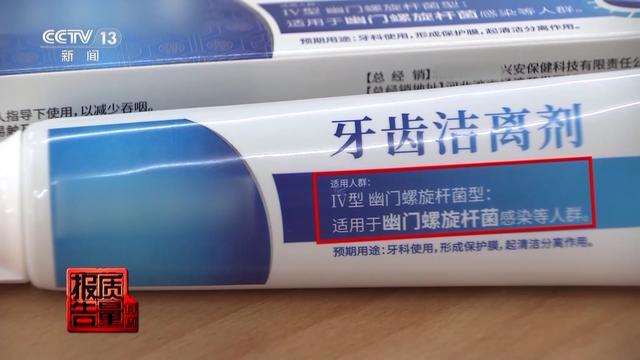 CCTV 13
新闻
IV型 幽门螺旋杆菌型:
适用于幽门螺旋杆菌感染等人群。
预期用途:牙科使用,形成保护膜,起清洁分离作用。
【总 经 销】 兴安保健科技有限责任公
【总经销地址】
人指导下使用,以减少吞咽。
牙齿洁离剂
适用人群:
IV型 幽门螺旋杆菌型:
适用于幽门螺旋杆菌感染等人群。
预期用途:牙科使用,形成保护膜,起清洁分离作用。
质量
报告